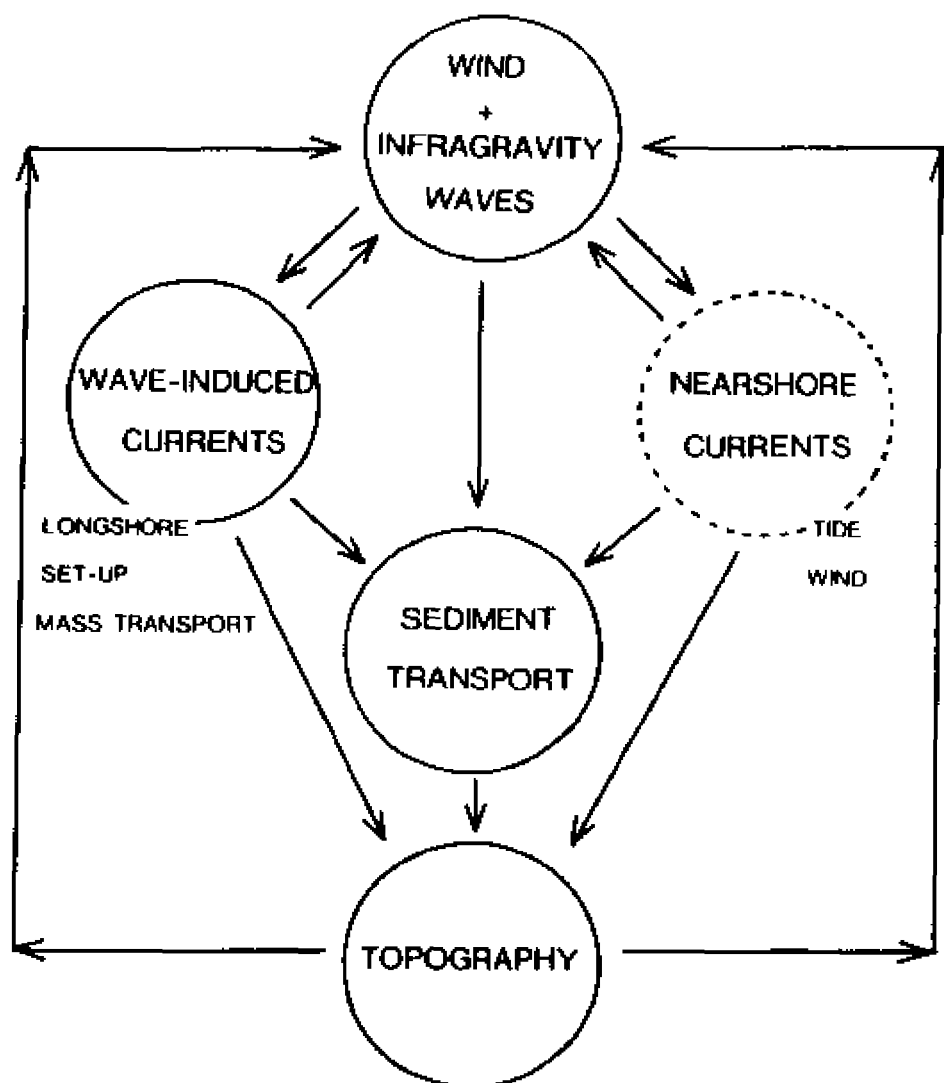 WIND
+
INFRAGRAVITY
WAVES
WAVE-INDUCED
CURRENTS
NEARSHORE
CURRENTS
LONGSHORE
SET-UP
MASS TRANSPORT
TIDE
WIND
SEDIMENT
TRANSPORT
TOPOGRAPHY